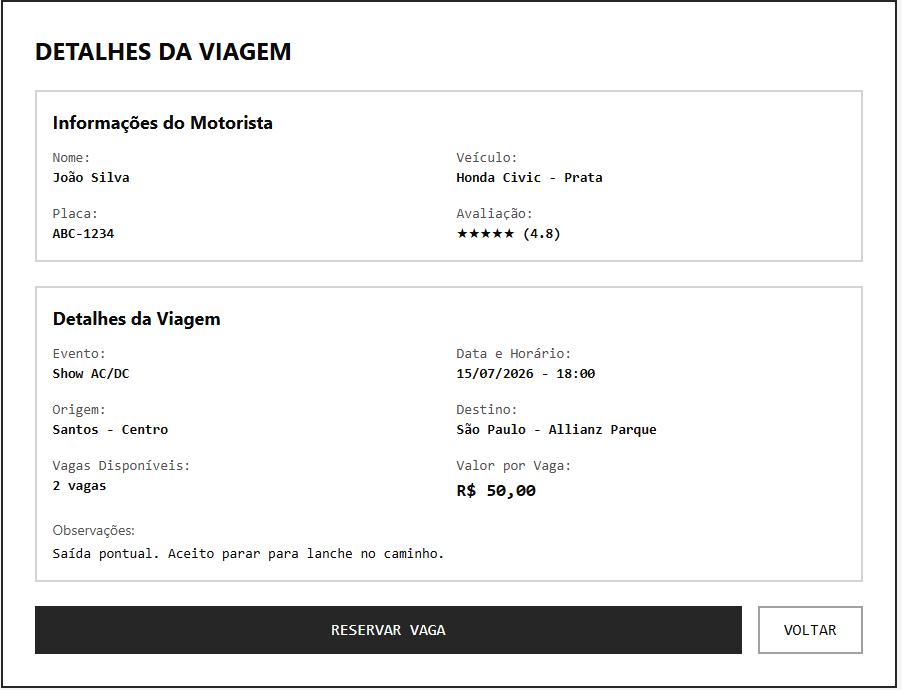 DETALHES DA VIAGEM
Informações do Motorista
Nome:
João Silva
Veículo:
Honda Civic - Prata
Placa:
ABC-1234
Avaliação:
★★★★★ (4.8)
Detalhes da Viagem
Evento:
Show AC/DC
Data e Horário:
15/07/2026 - 18:00
Origem:
Santos - Centro
Destino:
São Paulo - Allianz Parque
Vagas Disponíveis:
2 vagas
Valor por Vaga:
R$ 50,00
Observações:
Saída pontual. Aceito parar para lanche no caminho.
RESERVAR VAGA
VOLTAR